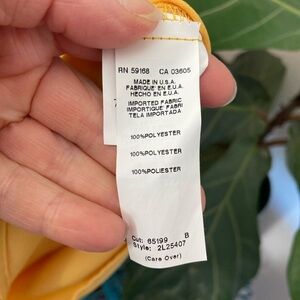 RN 59168 CA 03605
MADE IN U.S.A.
FABRIQUE EN E.U.A.
HECHO EN E.U.A.
IMPORTED FABRIC
IMPORTIQUE FABRI
TELA IMPORTADA
100%POLYESTER
100%POLYESTER
100%POLIESTER
Cut: 65199 B
Style: 2L25407
(Care Over)